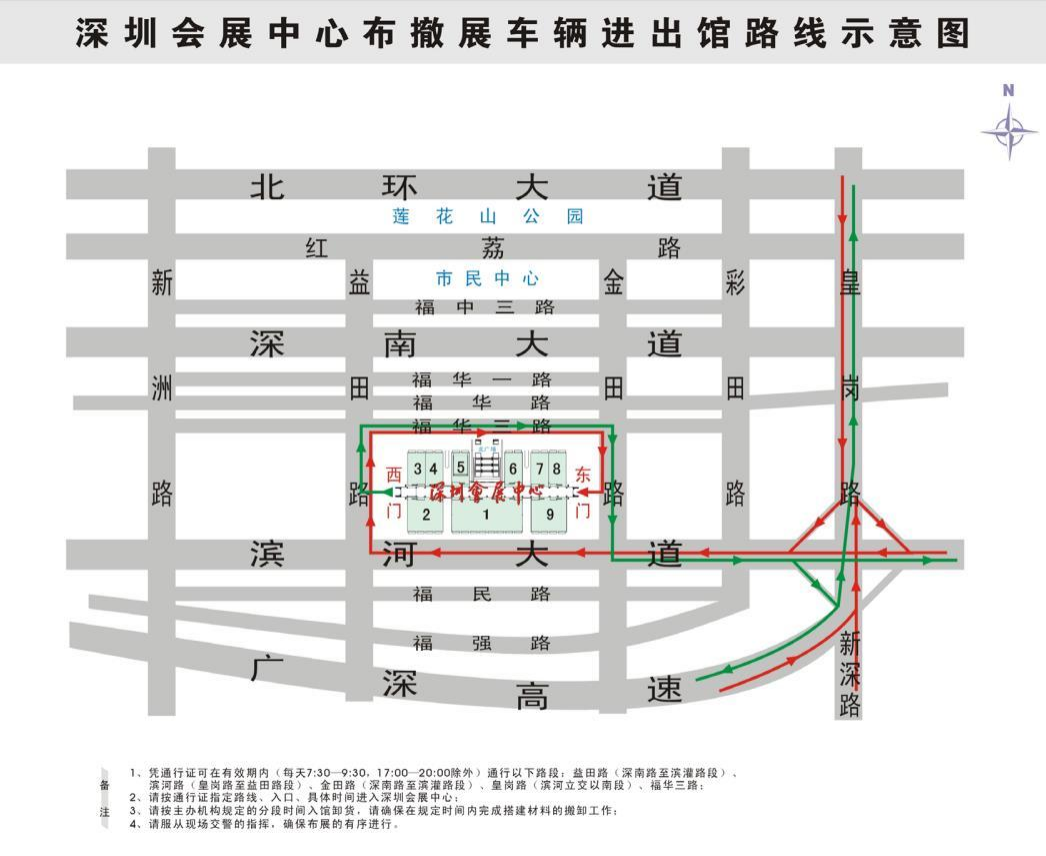 深圳会展中心布撤展车辆进出馆路线示意图
N
北环大道
莲花山公园
红荔路
市民中心
福中三路
深南大道
福华一路
福华路
福华三路
新洲路
益田路
金田路
彩田路
皇岗路
西门
东门
3 4 5 6 7 8
深圳會展中心
2 1 9
滨河大道
福民路
福强路
广深高速
新深路
备注
1、凭通行证可在有效期内（每天7:30—9:30，17:00—20:00除外）通行以下路段：益田路（深南路至滨灌路段）、
滨河路（皇岗路至益田路段）、金田路（深南路至滨灌路段）、皇岗路（滨河立交以南段）、福华三路；
2、请按通行证指定路线、入口、具体时间进入深圳会展中心；
3、请按主办机构规定的分段时间入馆卸货，请确保在规定时间内完成搭建材料的搬卸工作；
4、请服从现场交警的指挥，确保布展的有序进行。